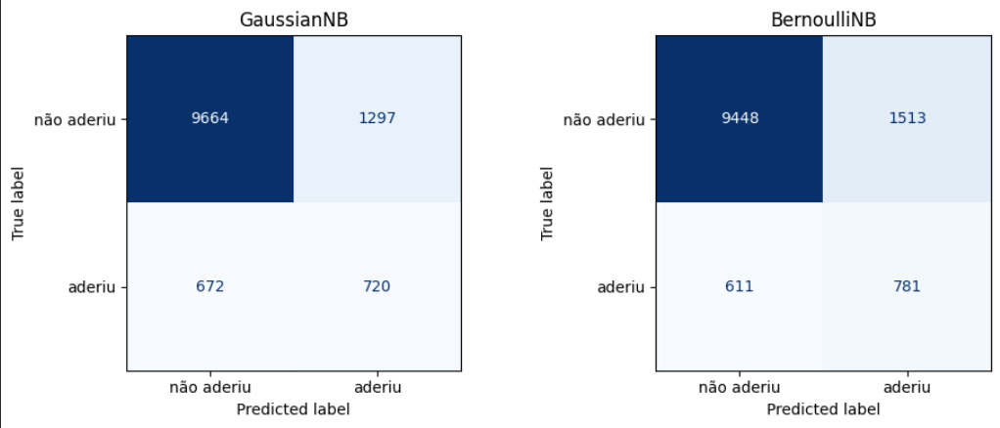 GaussianNB
não aderiu
9664
1297
aderiu
672
720
não aderiu
aderiu
True label
Predicted label
BernoulliNB
não aderiu
9448
1513
aderiu
611
781
não aderiu
aderiu
True label
Predicted label